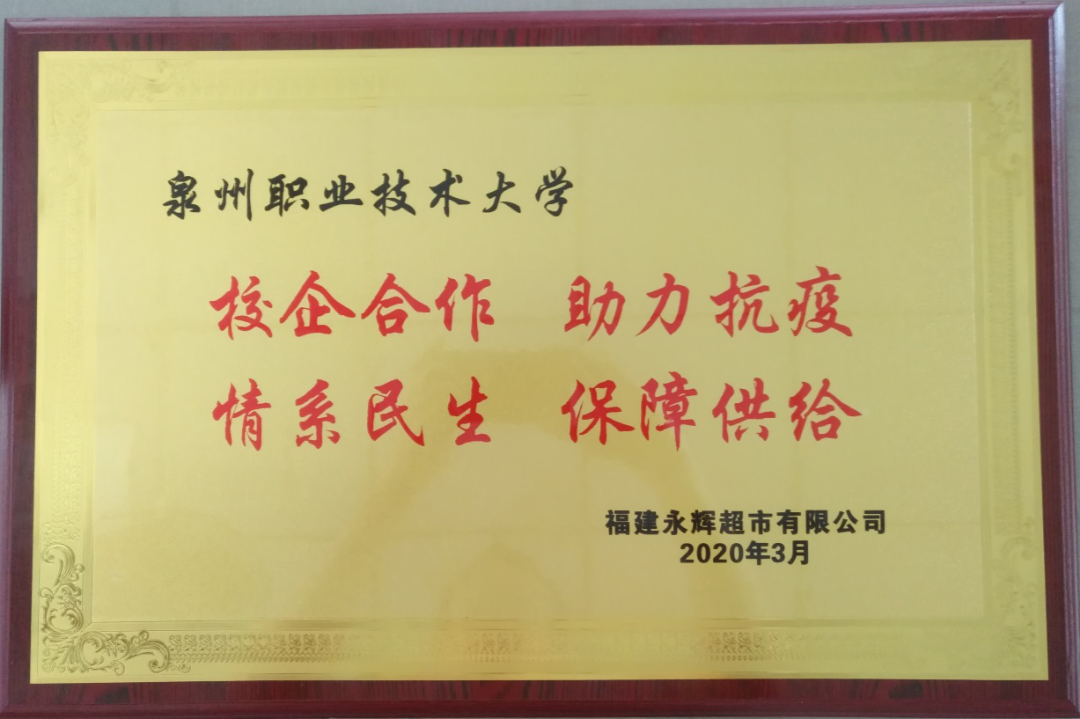 泉州职业技术大学
校企合作 助力抗疫
情系民生 保障供给
福建永辉超市有限公司
2020年3月